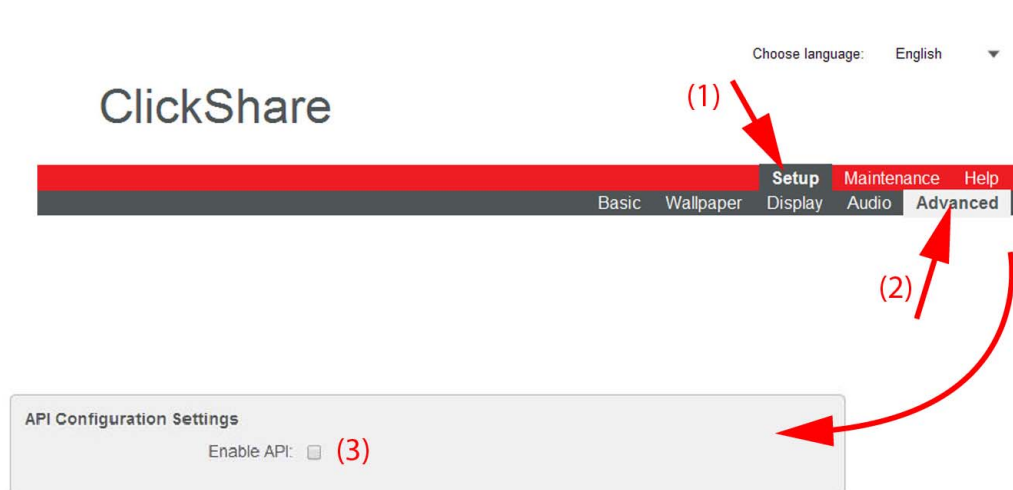 Choose language: English
(1)
ClickShare
Setup Maintenance Help
Basic Wallpaper Display Audio Advanced
(2)
API Configuration Settings
Enable API: (3)